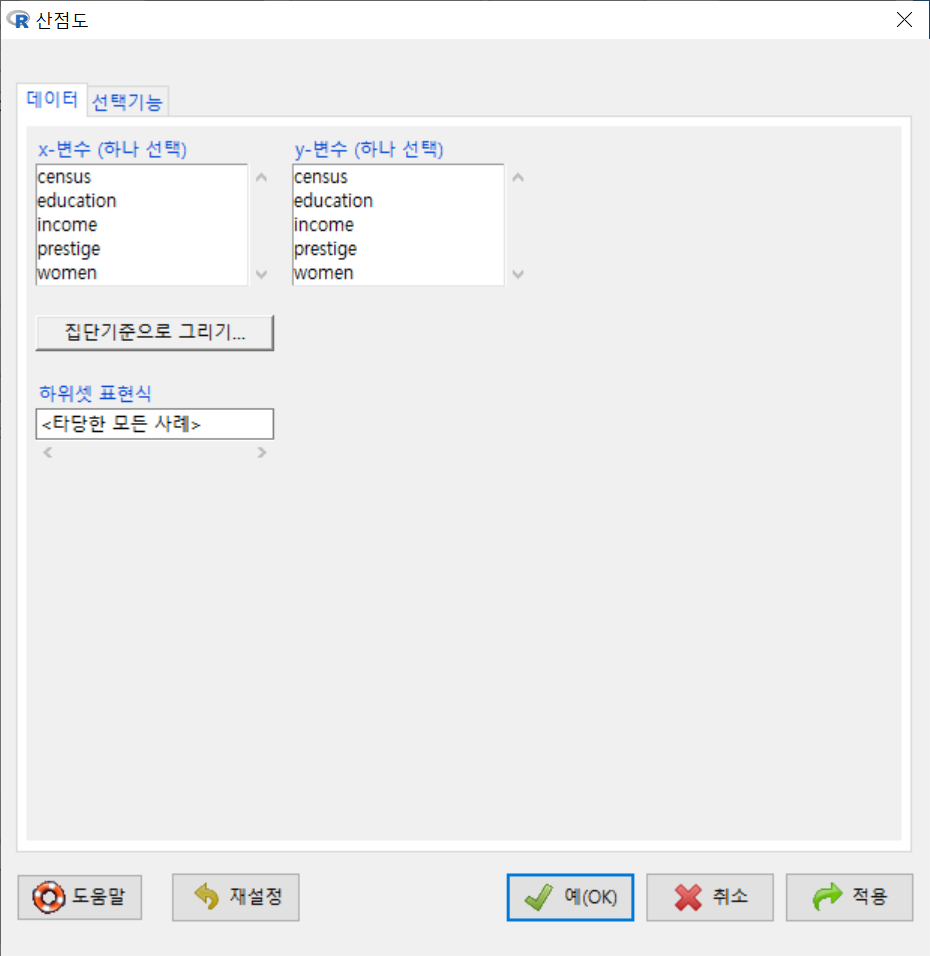 R 산점도
데이터 선택기능
x-변수 (하나 선택) y-변수 (하나 선택)
census census
education education
income income
prestige prestige
women women
집단기준으로 그리기...
하위셋 표현식
<타당한 모든 사례>
도움말 재설정 예(OK) 취소 적용